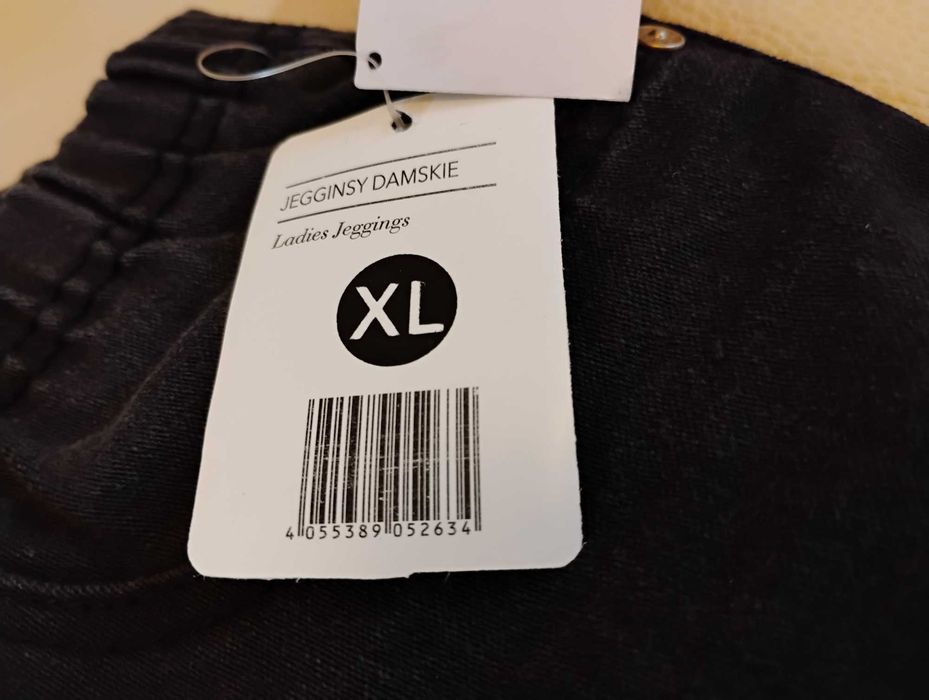 JEGGINSY DAMSKIE
Ladies Jeggings
XL
4 055389 052634